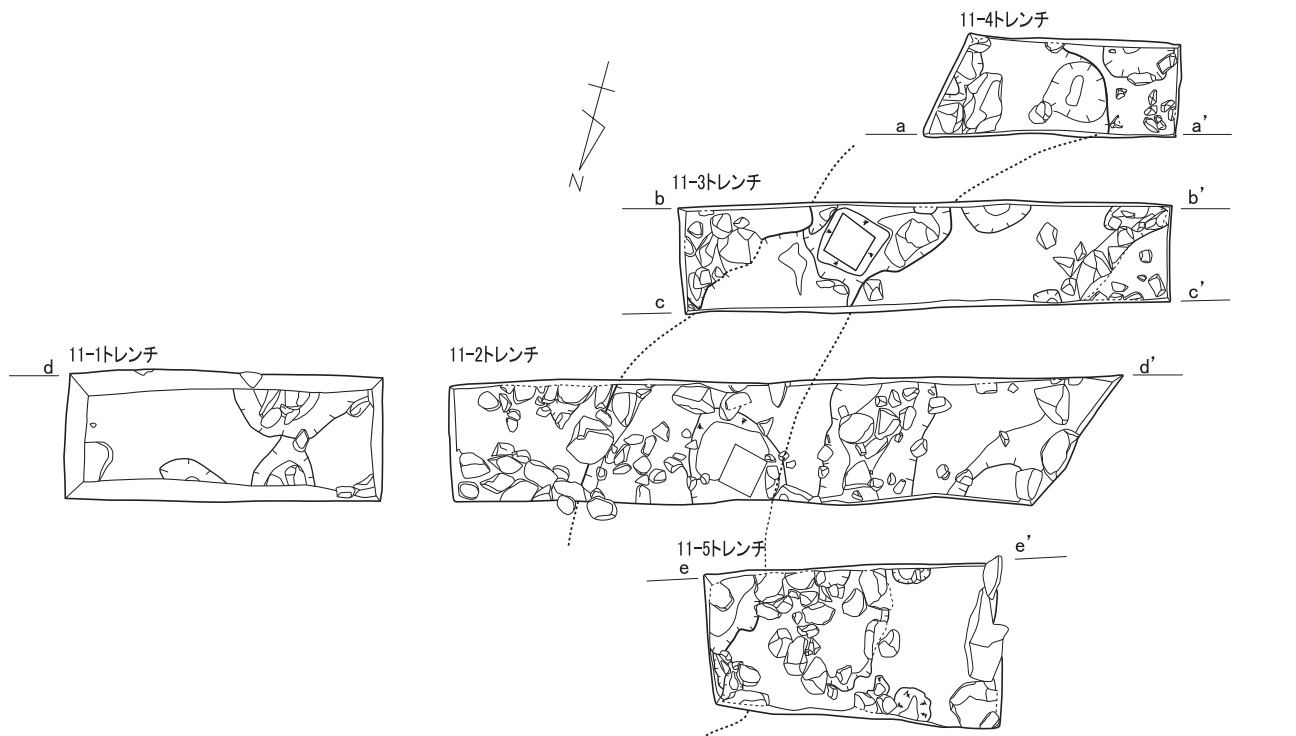 11-4トレンチ
a
a’
N
11-3トレンチ
b
b’
c
c’
11-1トレンチ
11-2トレンチ
d
d’
11-5トレンチ
e
e’